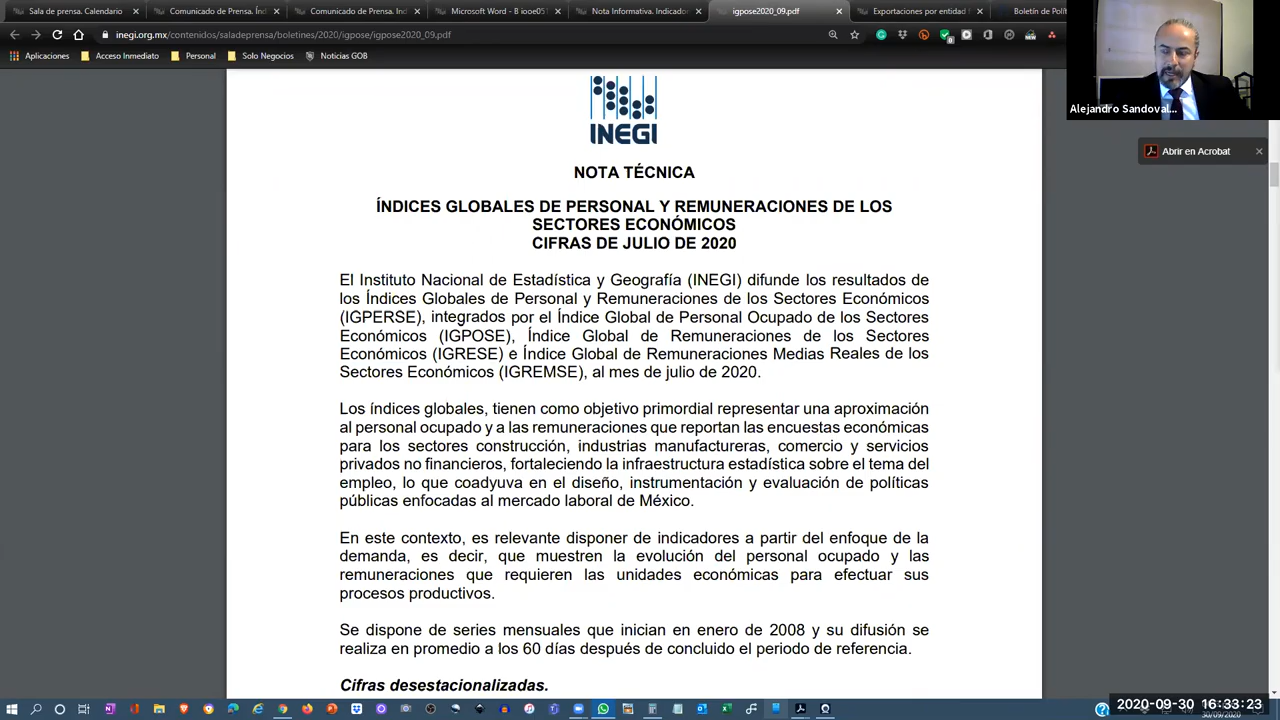 Sala de prensa. Calendario
Comunicado de Prensa. Índ
Comunicado de Prensa. Ind
Microsoft Word - B iooe05
Nota Informativa. Indicador
igpose2020_09.pdf
Exportaciones por entidad f
Boletín de Polí
inegi.org.mx/contenidos/saladeprensa/boletines/2020/igpose/igpose2020_09.pdf
Aplicaciones
Acceso Inmediato
Personal
Solo Negocios
Noticias GOB
Alejandro Sandoval...
Abrir en Acrobat
INEGI
NOTA TÉCNICA
ÍNDICES GLOBALES DE PERSONAL Y REMUNERACIONES DE LOS
SECTORES ECONÓMICOS
CIFRAS DE JULIO DE 2020
El Instituto Nacional de Estadística y Geografía (INEGI) difunde los resultados de
los Índices Globales de Personal y Remuneraciones de los Sectores Económicos
(IGPERSE), integrados por el Índice Global de Personal Ocupado de los Sectores
Económicos (IGPOSE), Índice Global de Remuneraciones de los Sectores
Económicos (IGRESE) e Índice Global de Remuneraciones Medias Reales de los
Sectores Económicos (IGREMSE), al mes de julio de 2020.
Los índices globales, tienen como objetivo primordial representar una aproximación
al personal ocupado y a las remuneraciones que reportan las encuestas económicas
para los sectores construcción, industrias manufactureras, comercio y servicios
privados no financieros, fortaleciendo la infraestructura estadística sobre el tema del
empleo, lo que coadyuva en el diseño, instrumentación y evaluación de políticas
públicas enfocadas al mercado laboral de México.
En este contexto, es relevante disponer de indicadores a partir del enfoque de la
demanda, es decir, que muestren la evolución del personal ocupado y las
remuneraciones que requieren las unidades económicas para efectuar sus
procesos productivos.
Se dispone de series mensuales que inician en enero de 2008 y su difusión se
realiza en promedio a los 60 días después de concluido el periodo de referencia.
Cifras desestacionalizadas.
2020-09-30 16:33:23